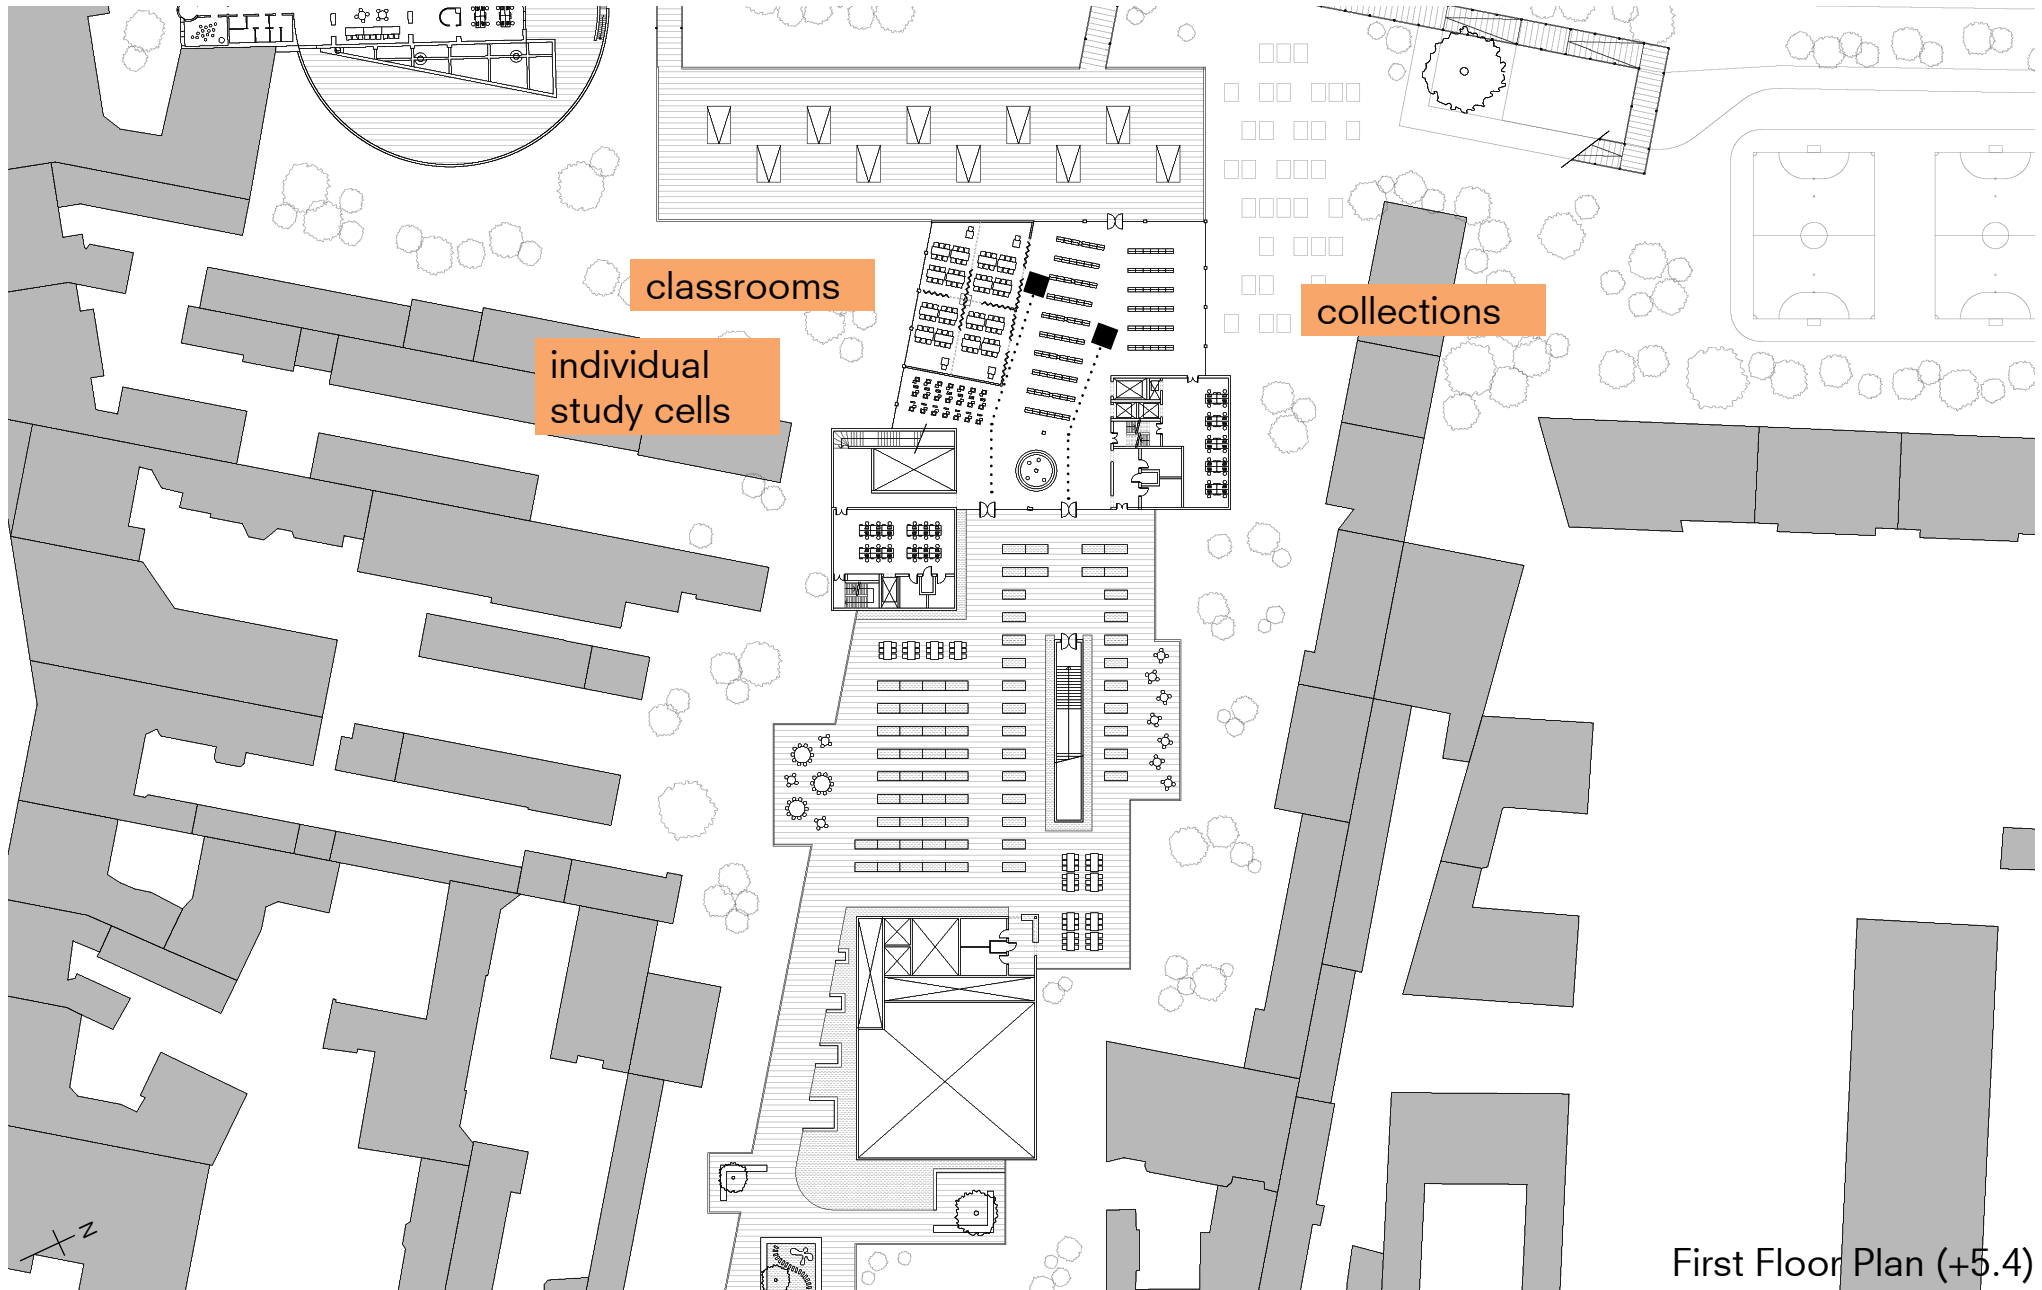 classrooms
collections
individual
study cells
N
First Floor Plan (+5.4)